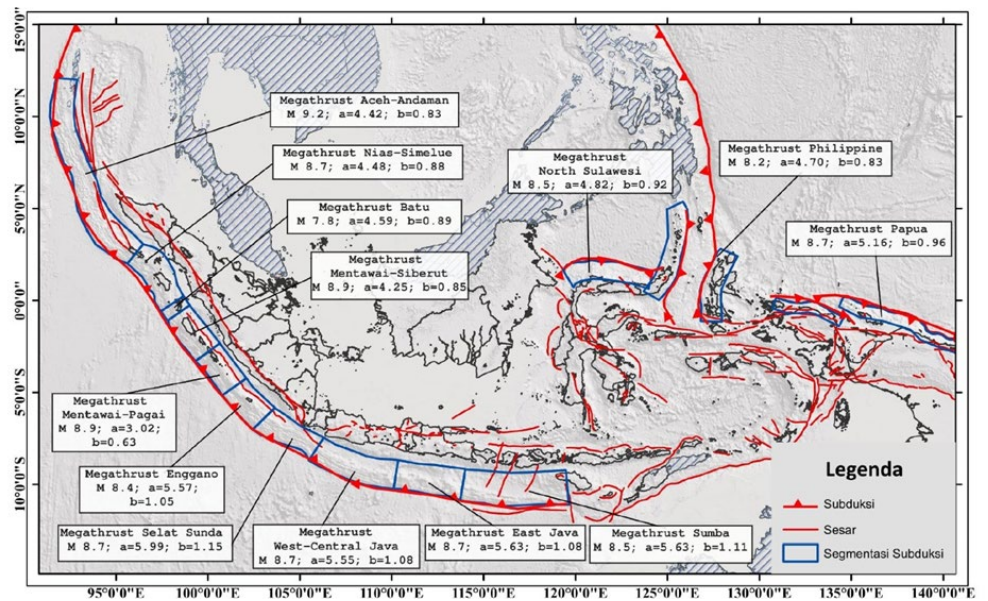 15°0'0"N
10°0'0"N
5°0'0"N
0°0'0"
5°0'0"S
10°0'0"S
Megathrust Aceh-Andaman
M 9.2; a=4.42; b=0.83
Megathrust Nias-Simelue
M 8.7; a=4.48; b=0.88
Megathrust Batu
M 7.8; a=4.59; b=0.89
Megathrust
Mentawai-Siberut
M 8.9; a=4.25; b=0.85
Megathrust
North Sulawesi
M 8.5; a=4.82; b=0.92
Megathrust Philippine
M 8.2; a=4.70; b=0.83
Megathrust Papua
M 8.7; a=5.16; b=0.96
Megathrust
Mentawai-Pagai
M 8.9; a=3.02;
b=0.63
Megathrust Enggano
M 8.4; a=5.57;
b=1.05
Megathrust Selat Sunda
M 8.7; a=5.99; b=1.15
Megathrust
West-Central Java
M 8.7; a=5.55; b=1.08
Megathrust East Java
M 8.7; a=5.63; b=1.08
Megathrust Sumba
M 8.5; a=5.63; b=1.11
Legenda
Subduksi
Sesar
Segmentasi Subduksi
95°0'0"E 100°0'0"E 105°0'0"E 110°0'0"E 115°0'0"E 120°0'0"E 125°0'0"E 130°0'0"E 135°0'0"E 140°0'0"E